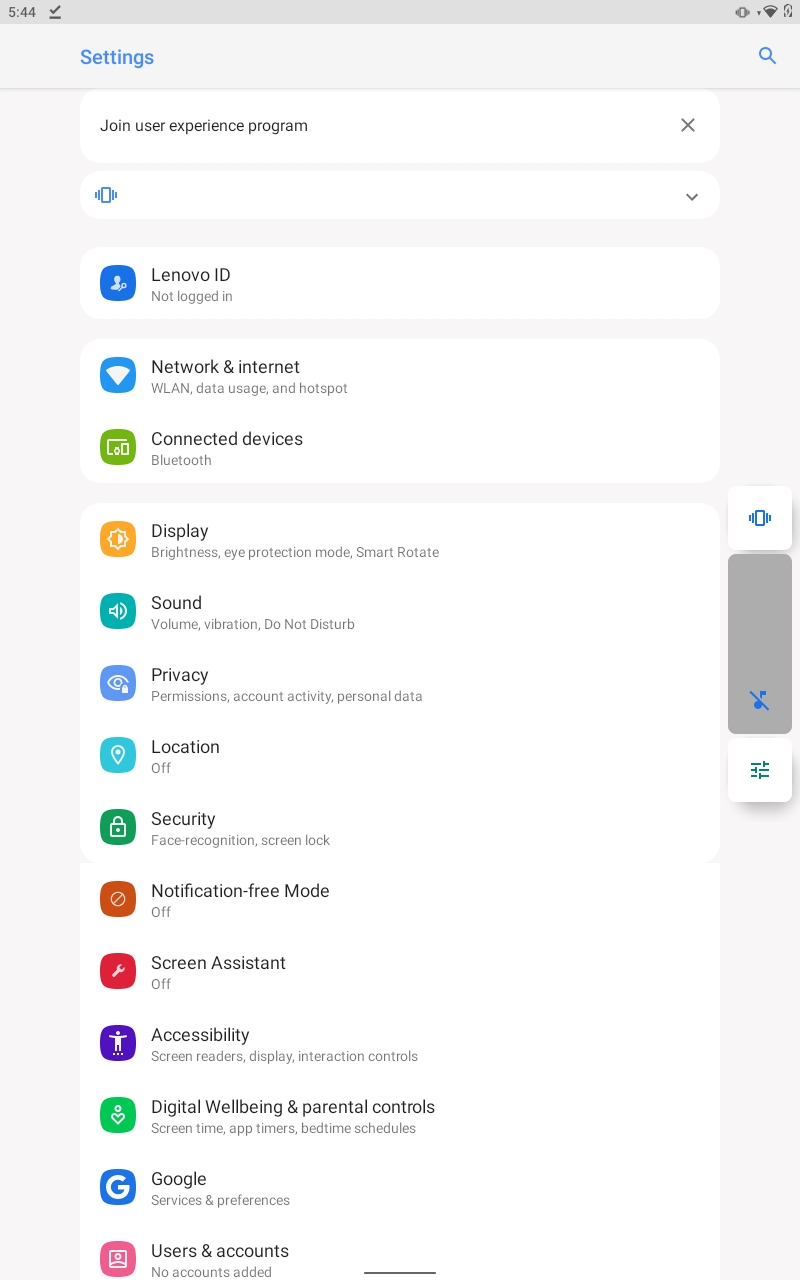 5:44
Settings
Join user experience program
Lenovo ID
Not logged in
Network & internet
WLAN, data usage, and hotspot
Connected devices
Bluetooth
Display
Brightness, eye protection mode, Smart Rotate
Sound
Volume, vibration, Do Not Disturb
Privacy
Permissions, account activity, personal data
Location
Off
Security
Face-recognition, screen lock
Notification-free Mode
Off
Screen Assistant
Off
Accessibility
Screen readers, display, interaction controls
Digital Wellbeing & parental controls
Screen time, app timers, bedtime schedules
Google
Services & preferences
Users & accounts
No accounts added